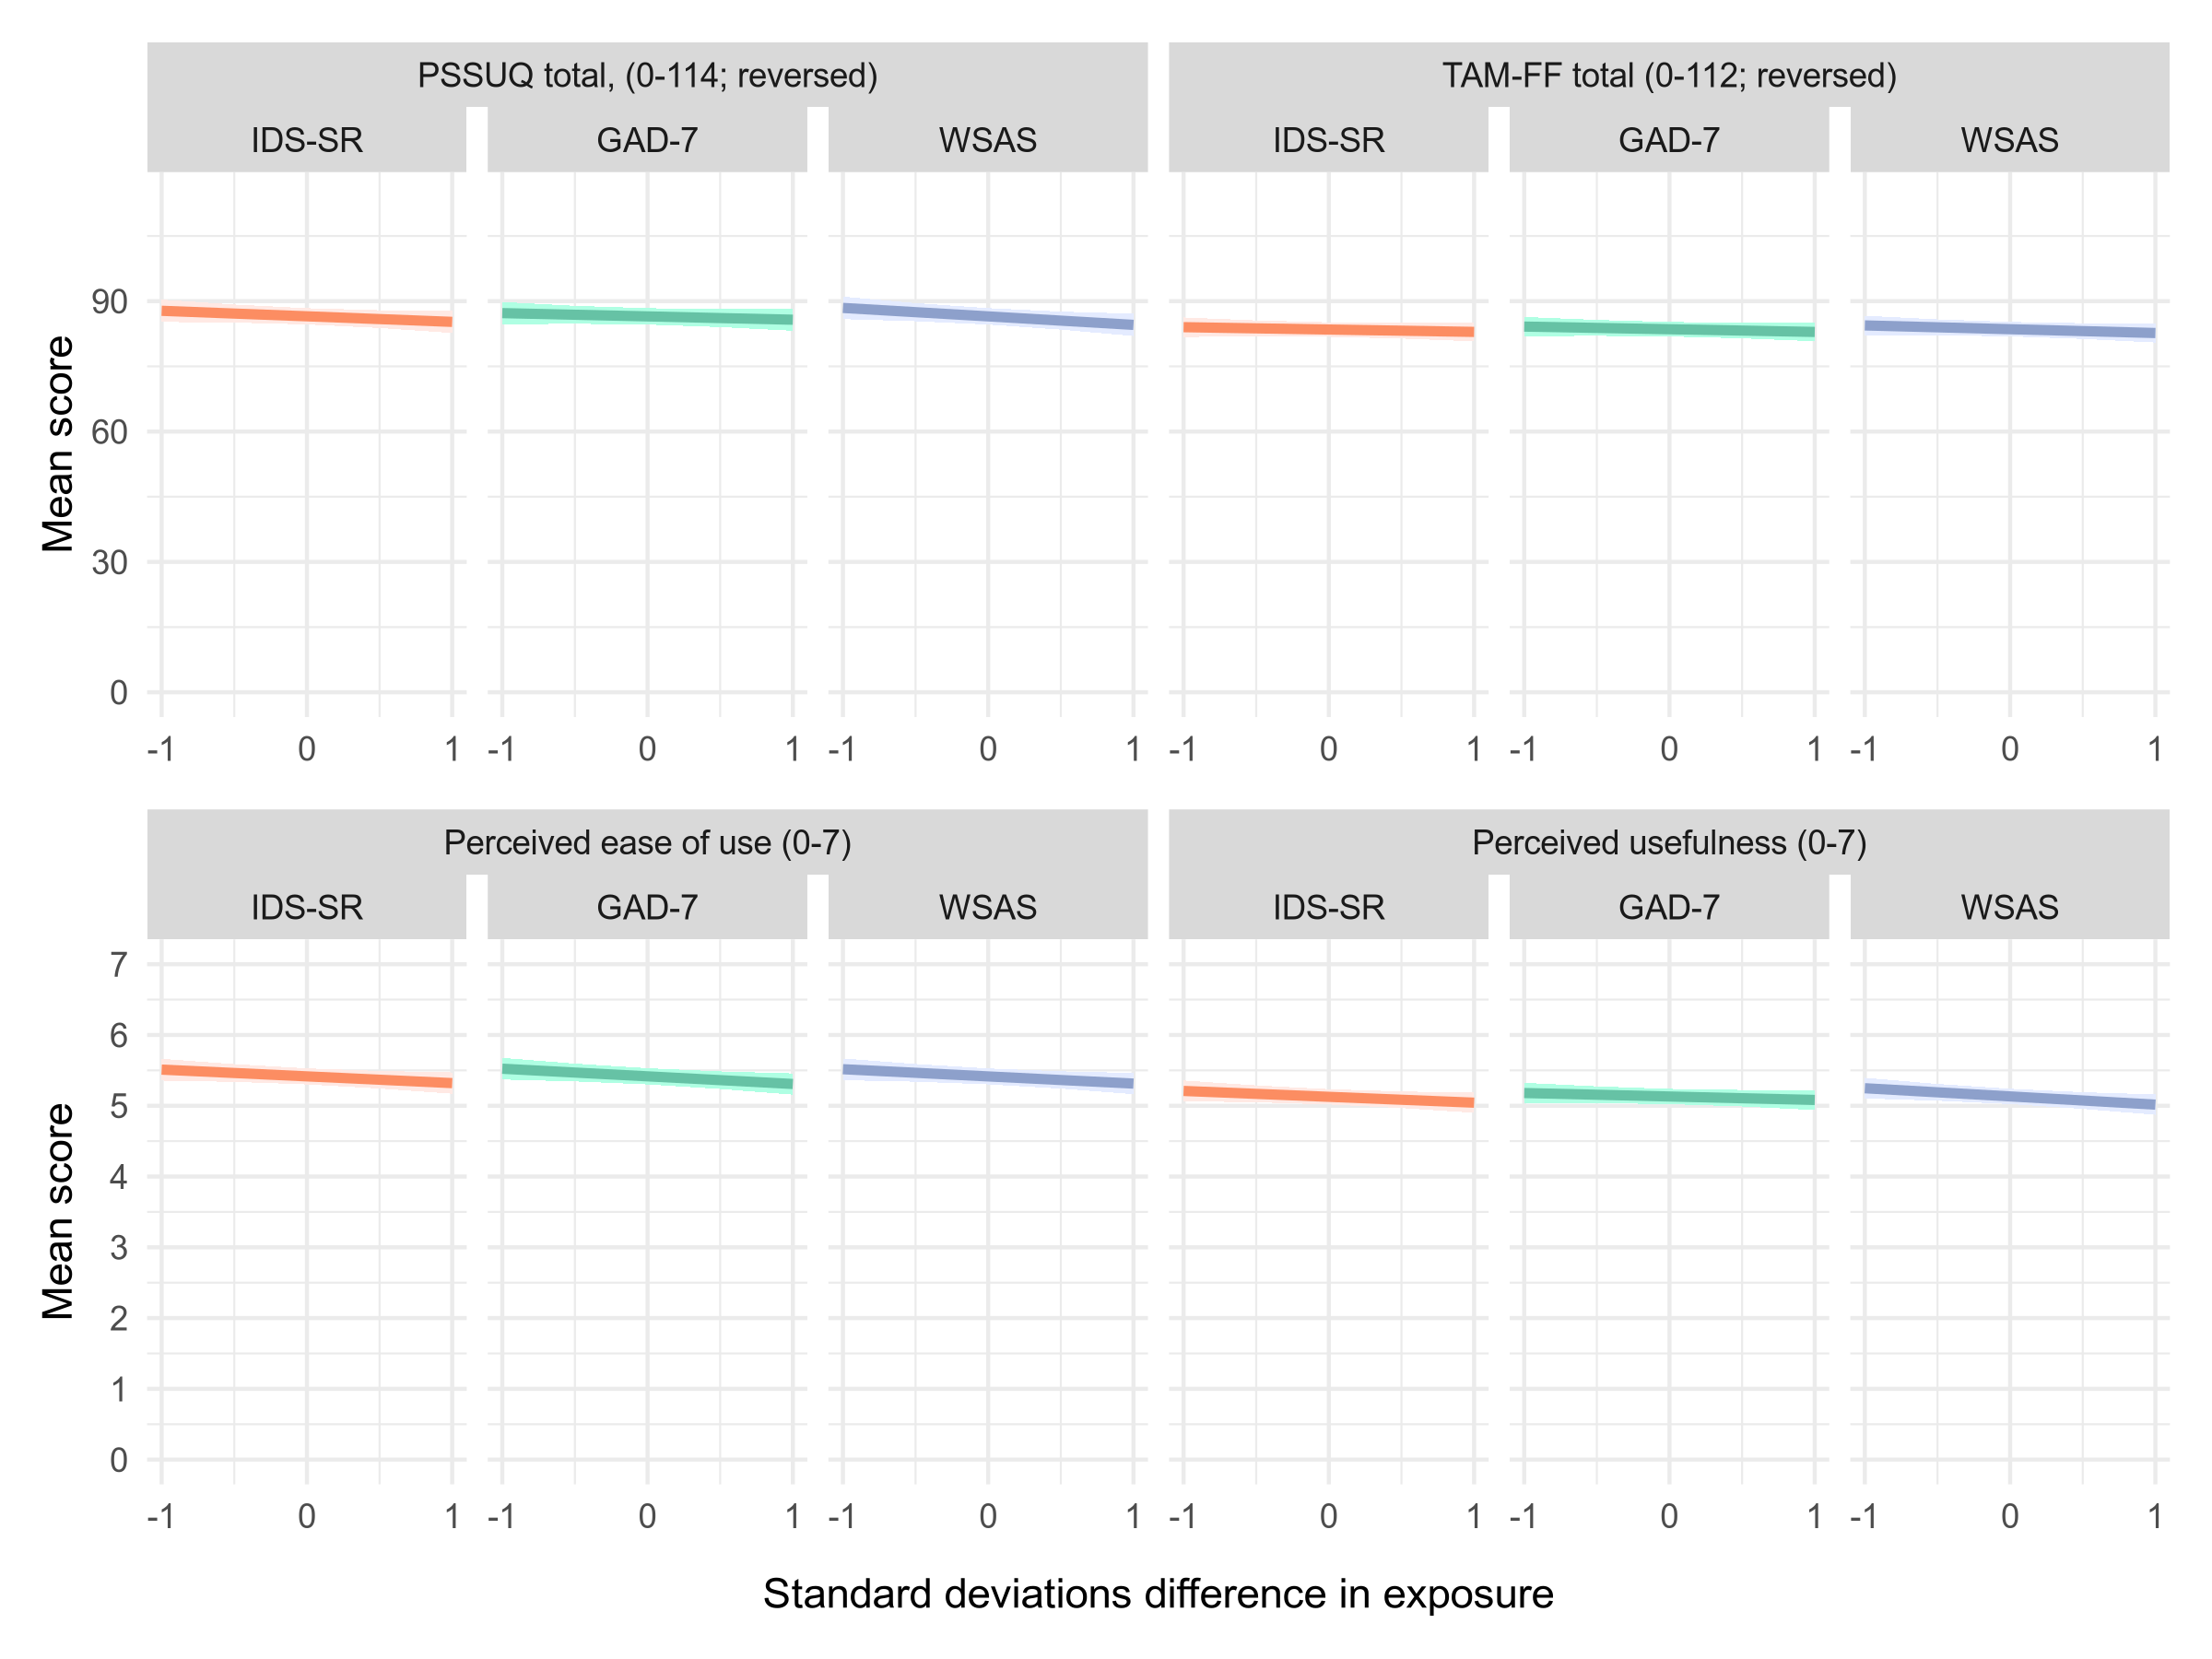 PSSUQ total, (0-114; reversed)
TAM-FF total (0-112; reversed)
IDS-SR GAD-7 WSAS IDS-SR GAD-7 WSAS
Mean score
90
60
30
0
-1 0 1 -1 0 1 -1 0 1 -1 0 1 -1 0 1 -1 0 1
Perceived ease of use (0-7)
Perceived usefulness (0-7)
IDS-SR GAD-7 WSAS IDS-SR GAD-7 WSAS
Mean score
7
6
5
4
3
2
1
0
-1 0 1 -1 0 1 -1 0 1 -1 0 1 -1 0 1 -1 0 1
Standard deviations difference in exposure